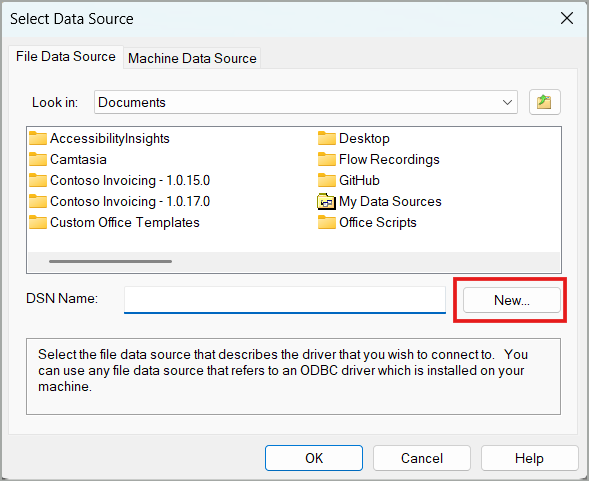 Select Data Source
File Data Source
Machine Data Source
Look in:
Documents
AccessibilityInsights
Camtasia
Contoso Invoicing - 1.0.15.0
Contoso Invoicing - 1.0.17.0
Custom Office Templates
Desktop
Flow Recordings
GitHub
My Data Sources
Office Scripts
DSN Name:
New...
Select the file data source that describes the driver that you wish to connect to. You
can use any file data source that refers to an ODBC driver which is installed on your
machine.
OK
Cancel
Help